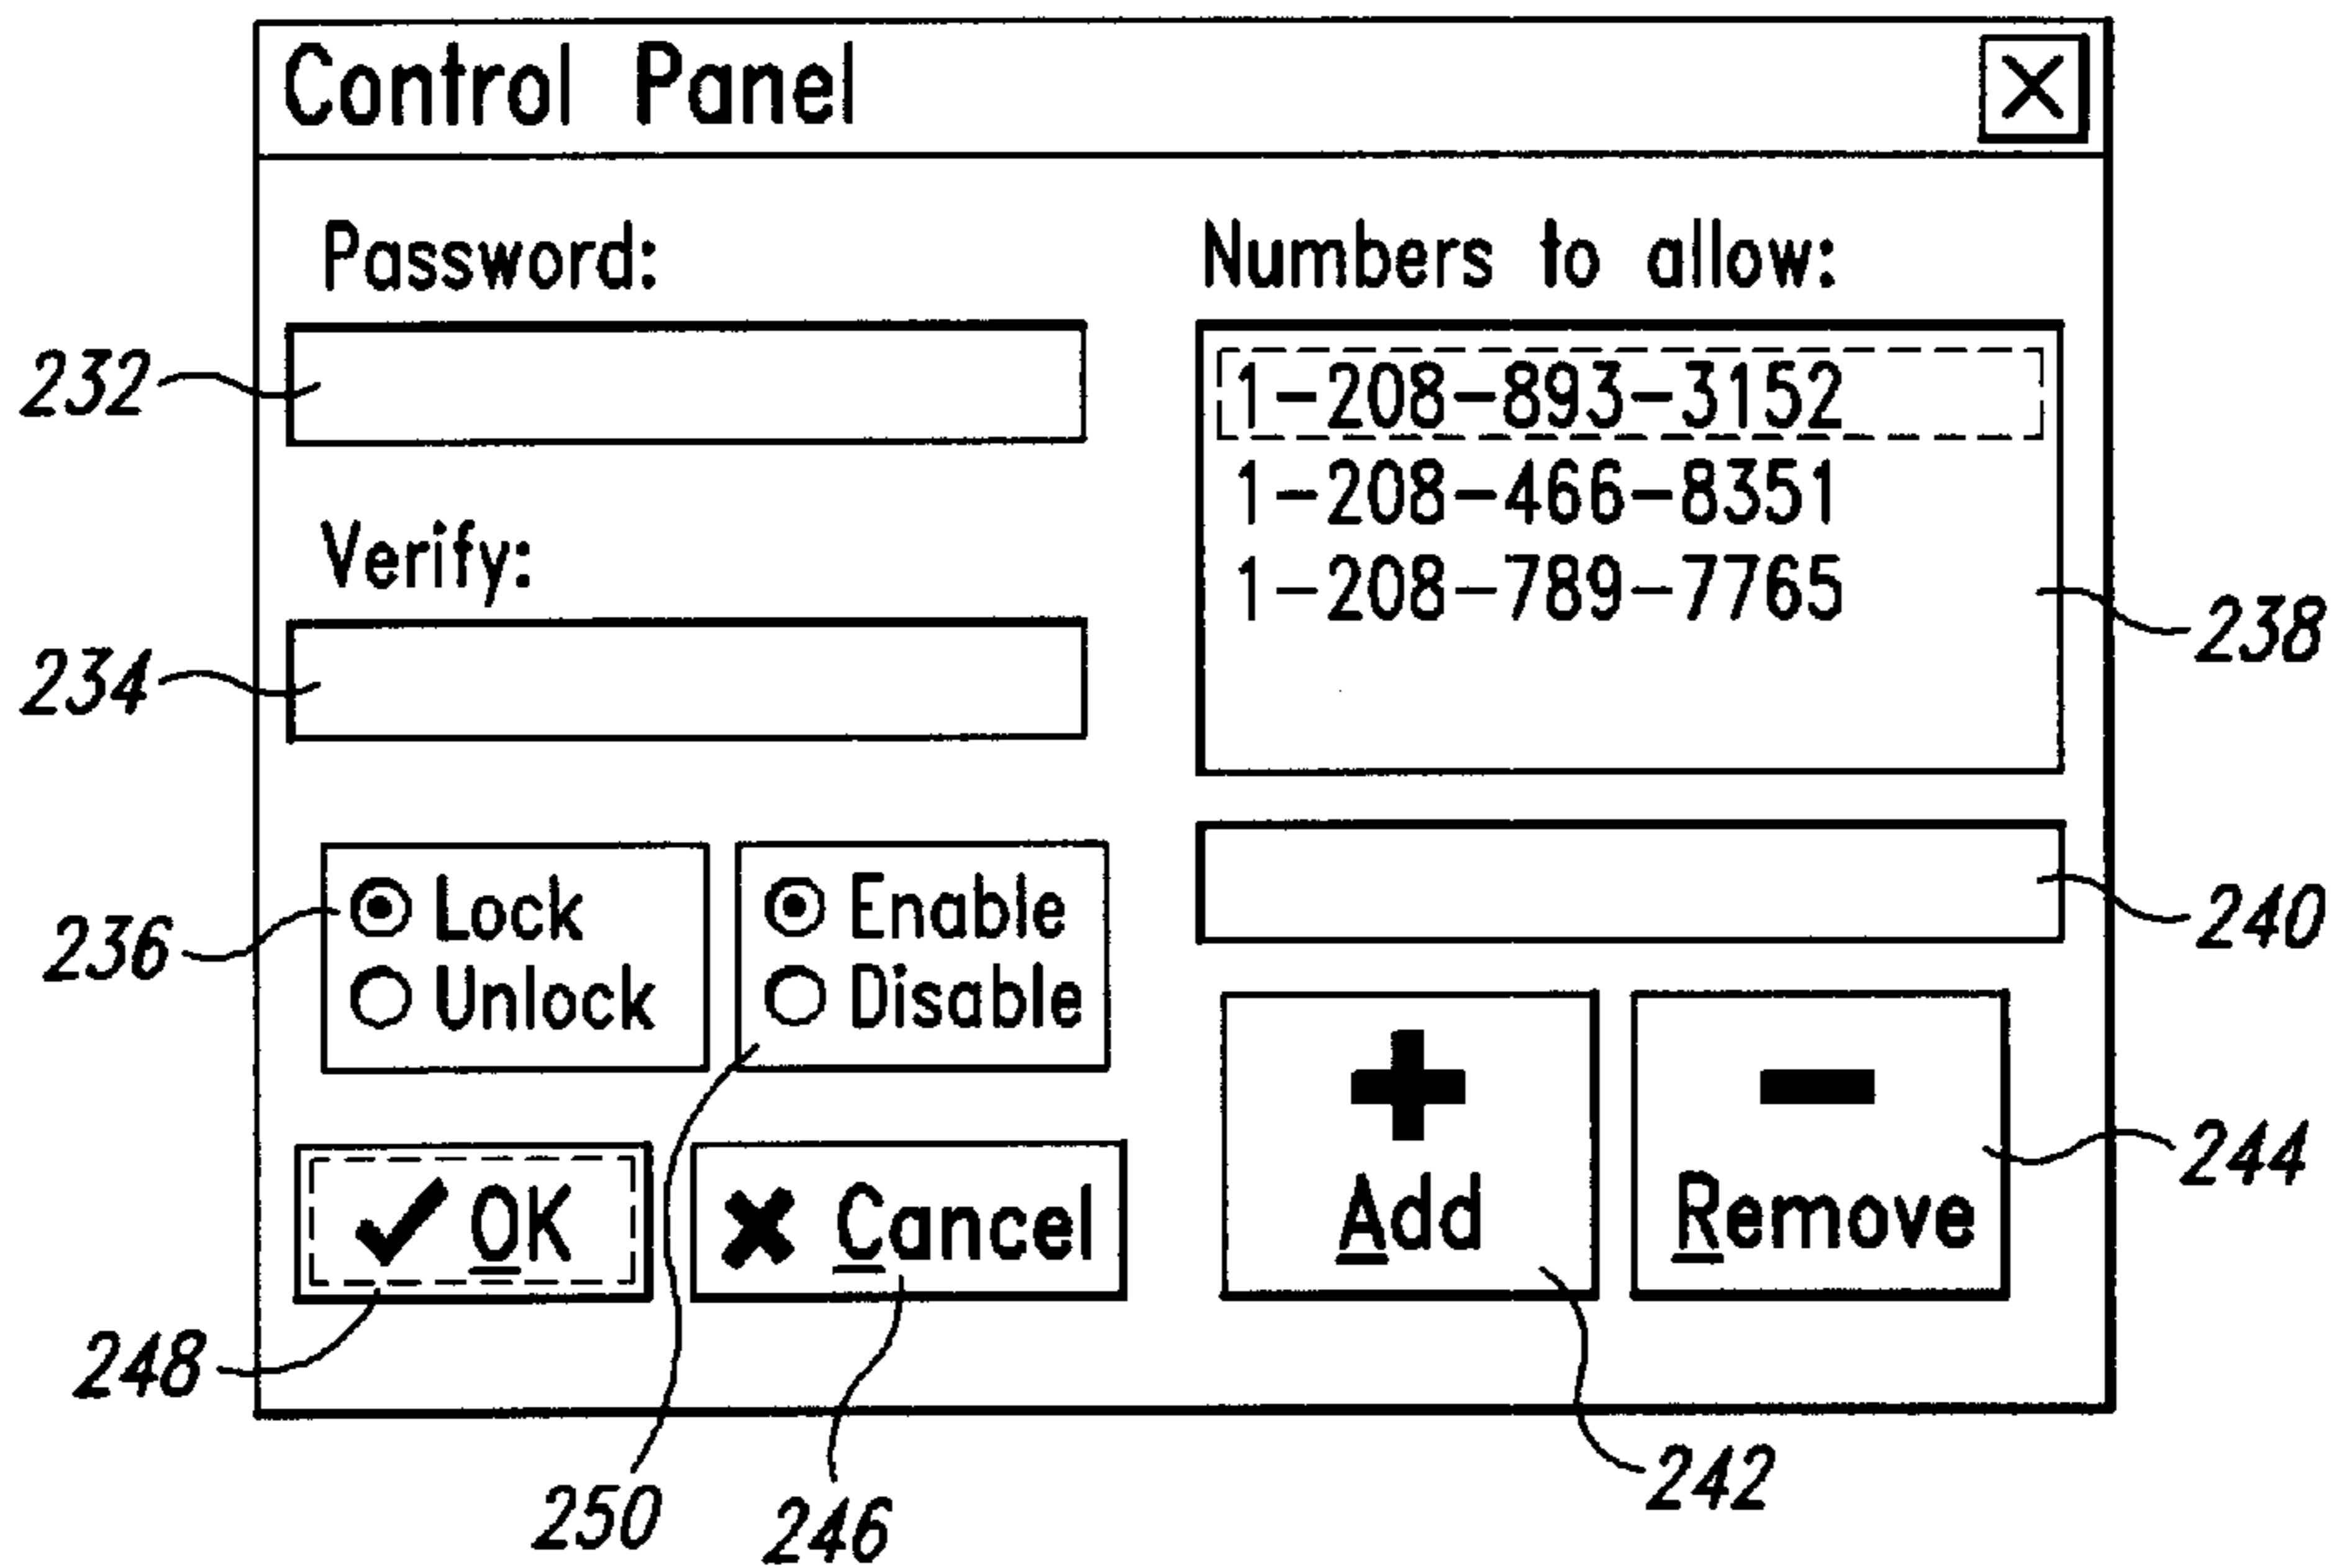 Control Panel
Password:
232
Verify:
234
Numbers to allow:
1-208-893-3152
1-208-466-8351
1-208-789-7765
238
240
236
Lock
Unlock
Enable
Disable
OK
Cancel
Add
Remove
244
248
250
246
242